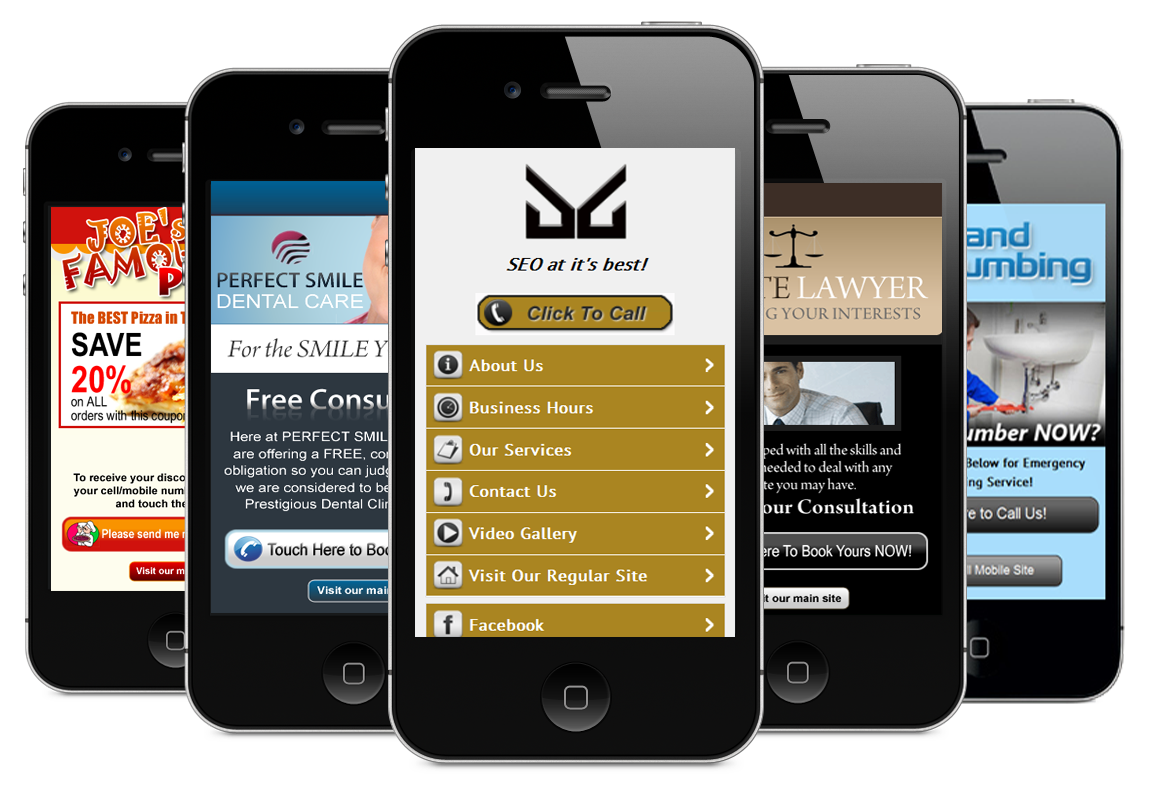 JOE's
FAMO
P
The BEST Pizza in T
SAVE
20%
on ALL
orders with this coupon
To receive your disco
your cell/mobile num
and touch the
Please send me
Visit our m
PERFECT SMILE
DENTAL CARE
For the SMILE Y
Free Consu
Here at PERFECT SMIL
are offering a FREE, con
obligation so you can judg
we are considered to be
Prestigious Dental Clin
Touch Here to Boo
Visit our mai
SEO at it's best!
Click To Call
About Us
Business Hours
Our Services
Contact Us
Video Gallery
Visit Our Regular Site
Facebook
TE LAWYER
G YOUR INTERESTS
ped with all the skills and
needed to deal with any
te you may have.
our Consultation
ere To Book Yours NOW!
t our main site
and
umbing
umber NOW?
Below for Emergency
ng Service!
e to Call Us!
ll Mobile Site